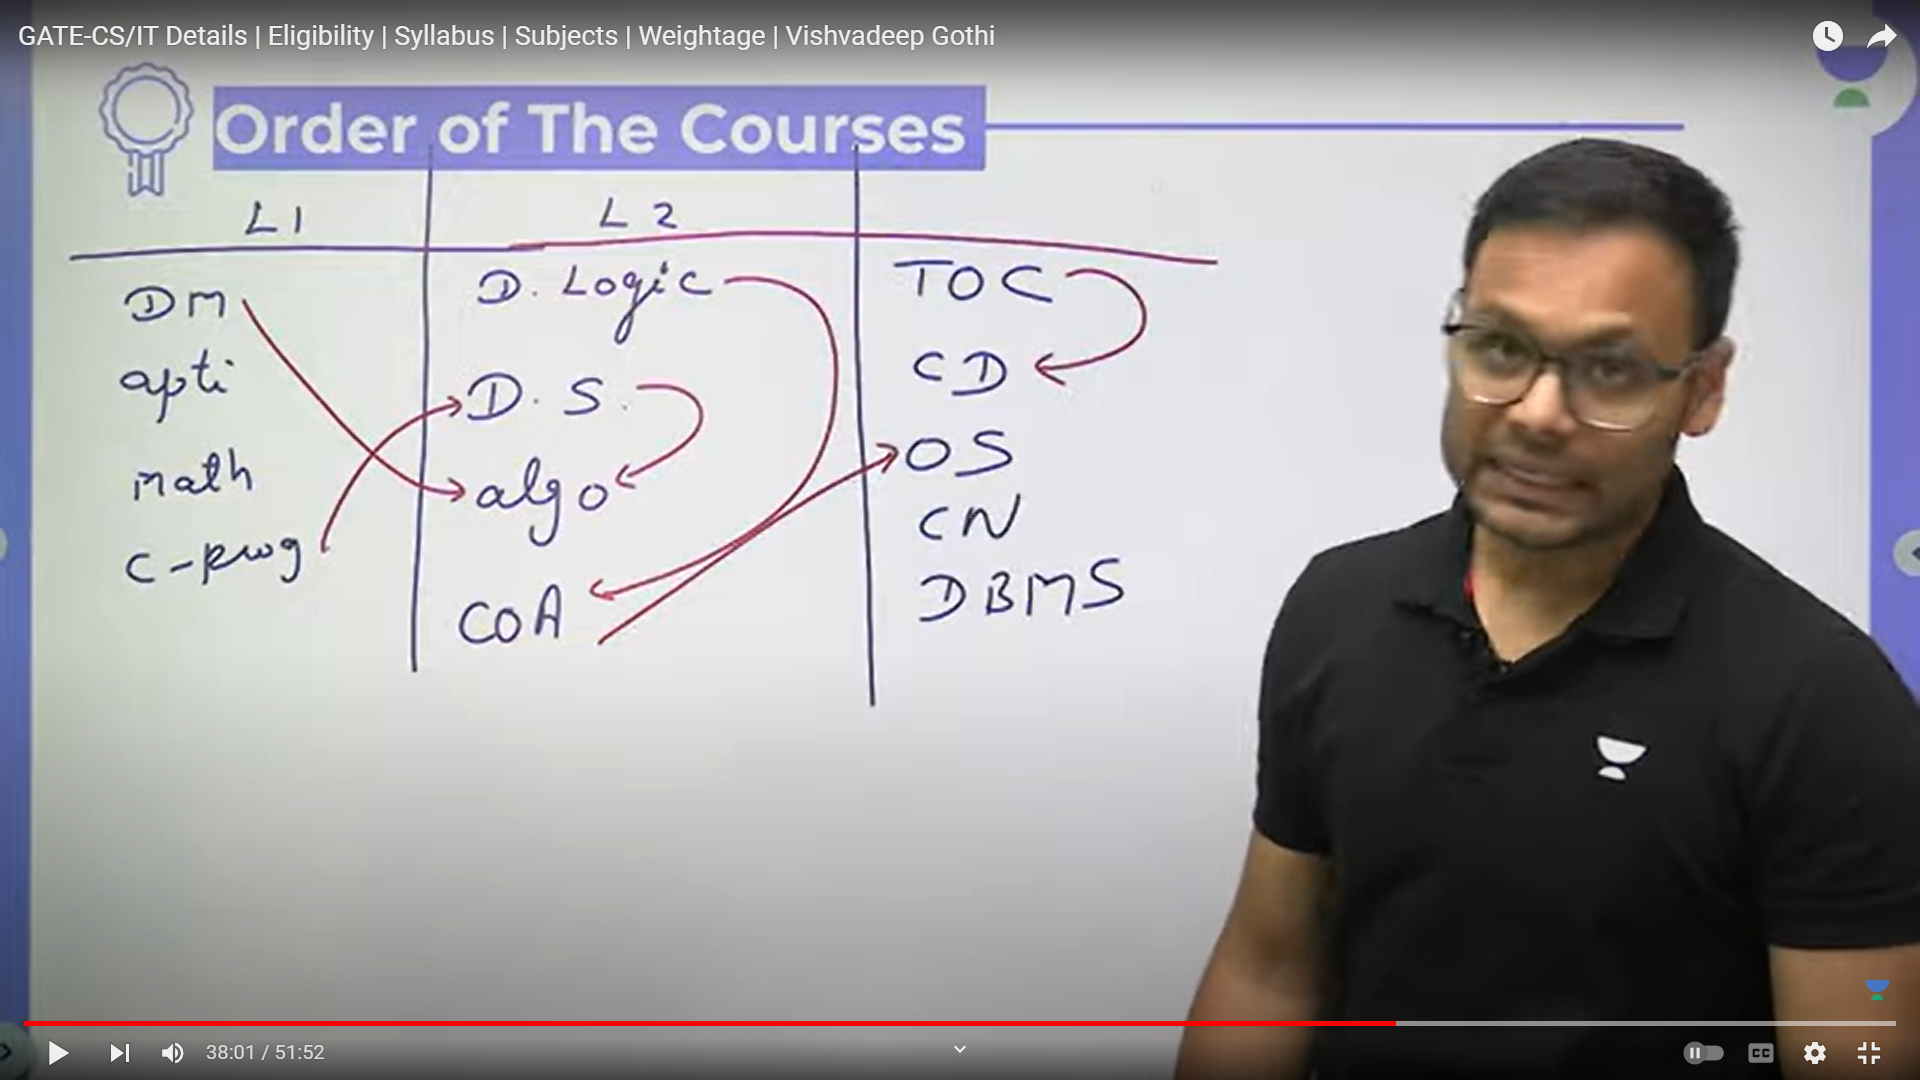 GATE-CS/IT Details | Eligibility | Syllabus | Subjects | Weightage | Vishvadeep Gothi
Order of The Courses
L1
DM
apti
math
C-prog
L2
D. Logic
D. S.
algo
COA
TOC
CD
OS
CN
DBMS
38:01 / 51:52
CC